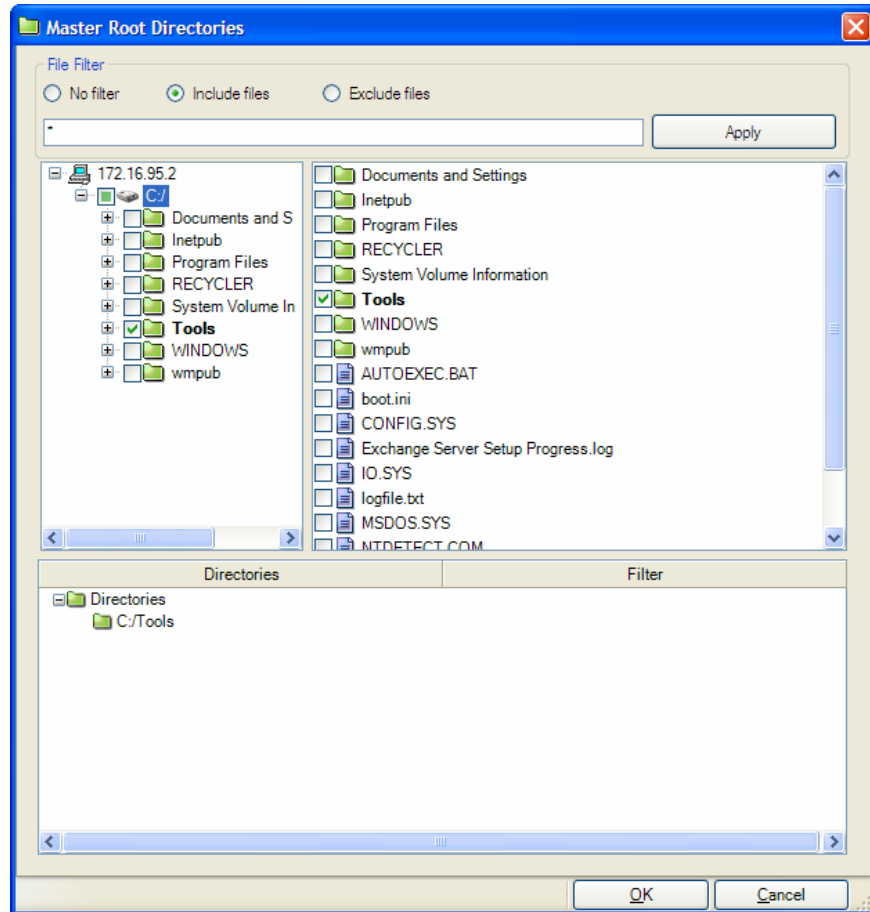 Master Root Directories
File Filter
No filter
Include files
Exclude files
*
Apply
172.16.95.2
C:/
Documents and S
Inetpub
Program Files
RECYCLER
System Volume In
Tools
WINDOWS
wmpub
Documents and Settings
Inetpub
Program Files
RECYCLER
System Volume Information
Tools
WINDOWS
wmpub
AUTOEXEC.BAT
boot.ini
CONFIG.SYS
Exchange Server Setup Progress.log
IO.SYS
logfile.txt
MSDOS.SYS
NTDETECT.COM
Directories
Filter
Directories
C:/Tools
OK
Cancel